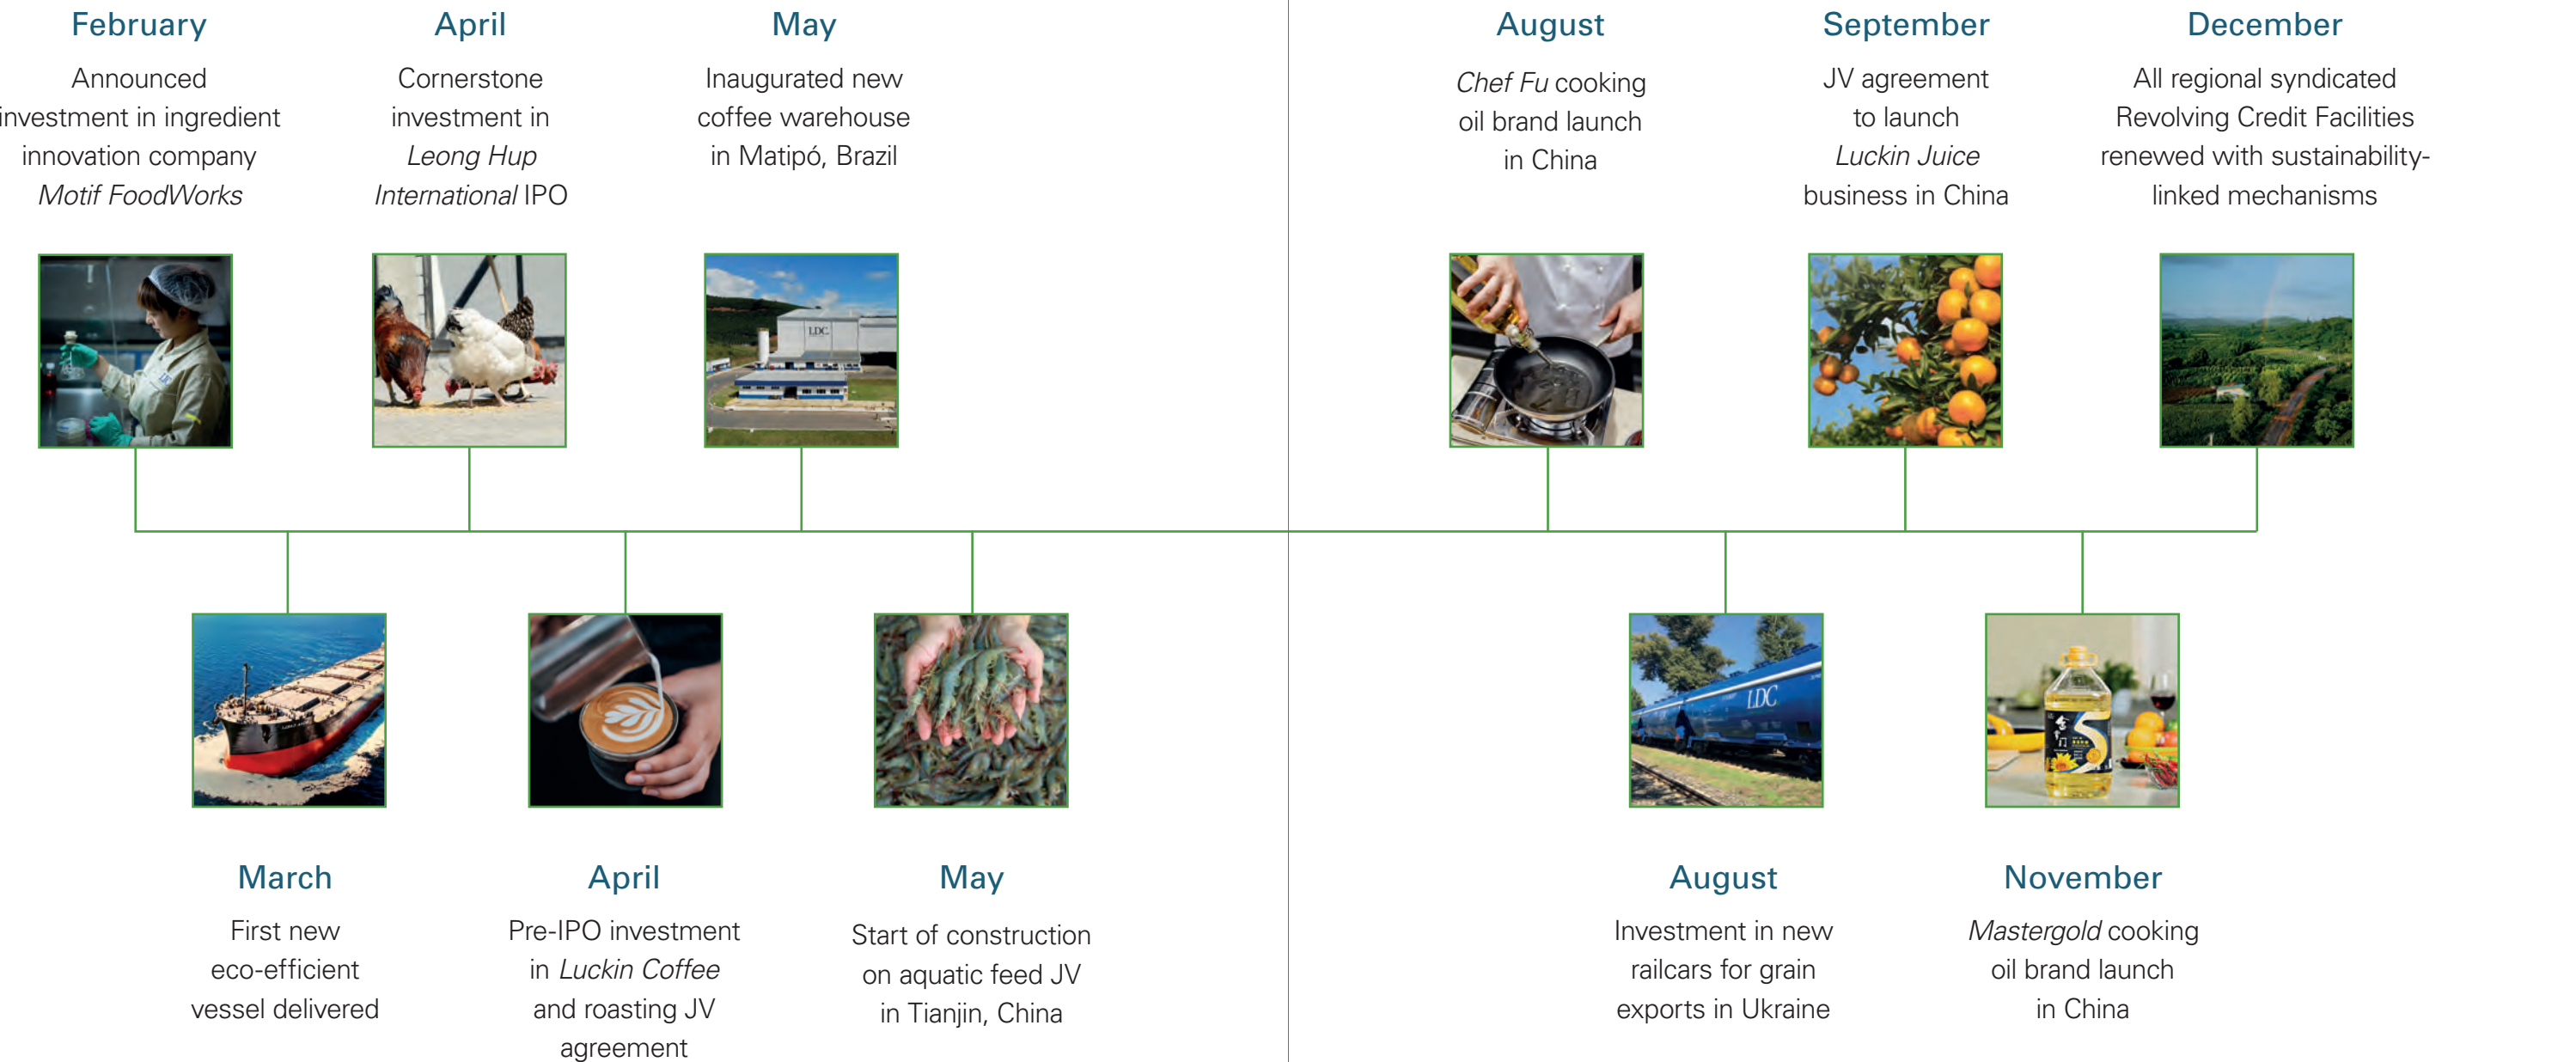 February
Announced
investment in ingredient
innovation company
Motif FoodWorks
April
Cornerstone
investment in
Leong Hup
International IPO
May
Inaugurated new
coffee warehouse
in Matipó, Brazil
August
Chef Fu cooking
oil brand launch
in China
September
JV agreement
to launch
Luckin Juice
business in China
December
All regional syndicated
Revolving Credit Facilities
renewed with sustainability-
linked mechanisms
LDC
LDC
March
First new
eco-efficient
vessel delivered
April
Pre-IPO investment
in Luckin Coffee
and roasting JV
agreement
May
Start of construction
on aquatic feed JV
in Tianjin, China
August
Investment in new
railcars for grain
exports in Ukraine
November
Mastergold cooking
oil brand launch
in China